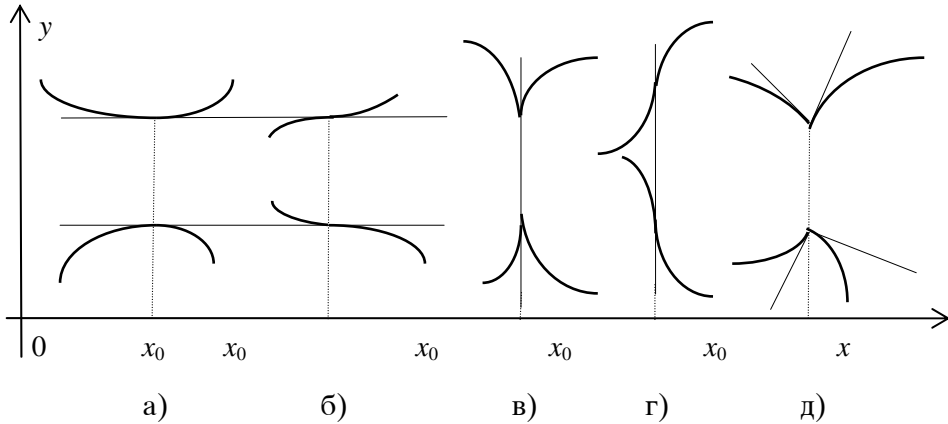 y
0 x₀ x₀ x₀ x₀ x₀ x
а) б) в) г) д)